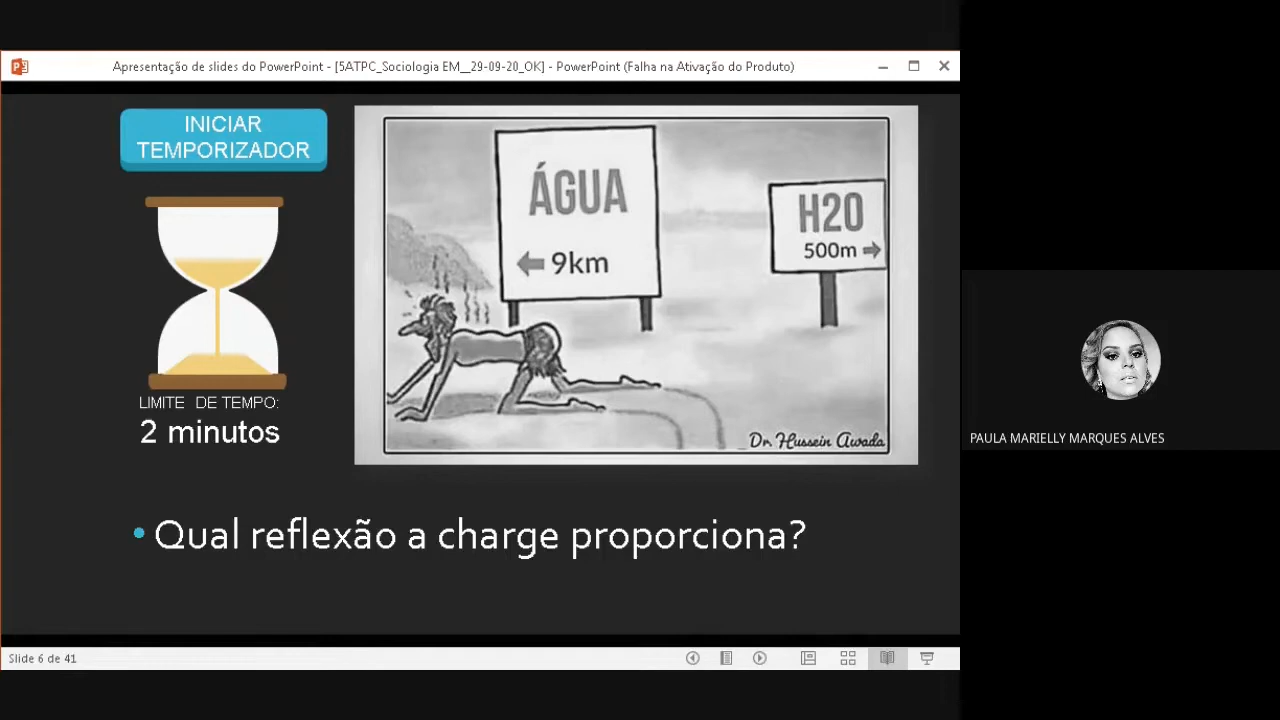 Apresentação de slides do PowerPoint - [5ATPC_Sociologia EM__29-09-20_OK] - PowerPoint (Falha na Ativação do Produto)
INICIAR
TEMPORIZADOR
LIMITE DE TEMPO:
2 minutos
ÁGUA
9km
H20
500m
Dr. Hussein Awada
• Qual reflexão a charge proporciona?
PAULA MARIELLY MARQUES ALVES
Slide 6 de 41